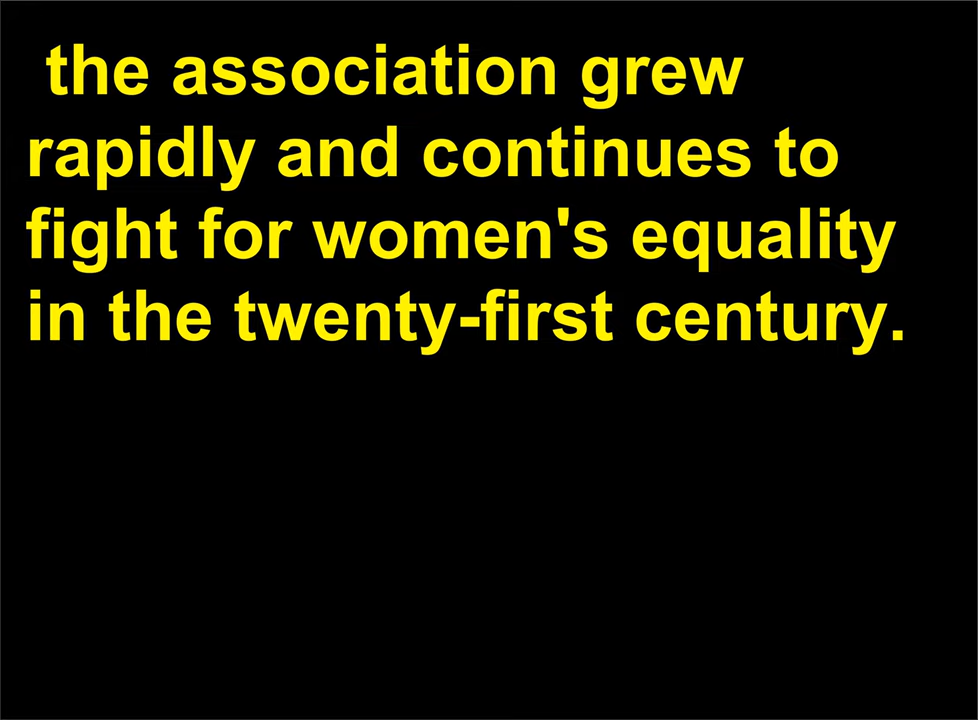 the association grew
rapidly and continues to
fight for women's equality
in the twenty-first century.